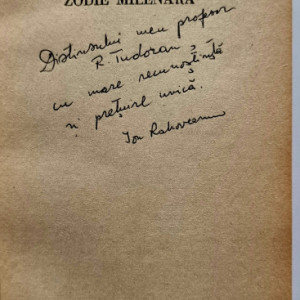 ZODIE MILENARĂ
Distinsului meu profesor
R. Tudoran,
cu mare recunoștință
și prețuire unică.
Ion Rahoveanu